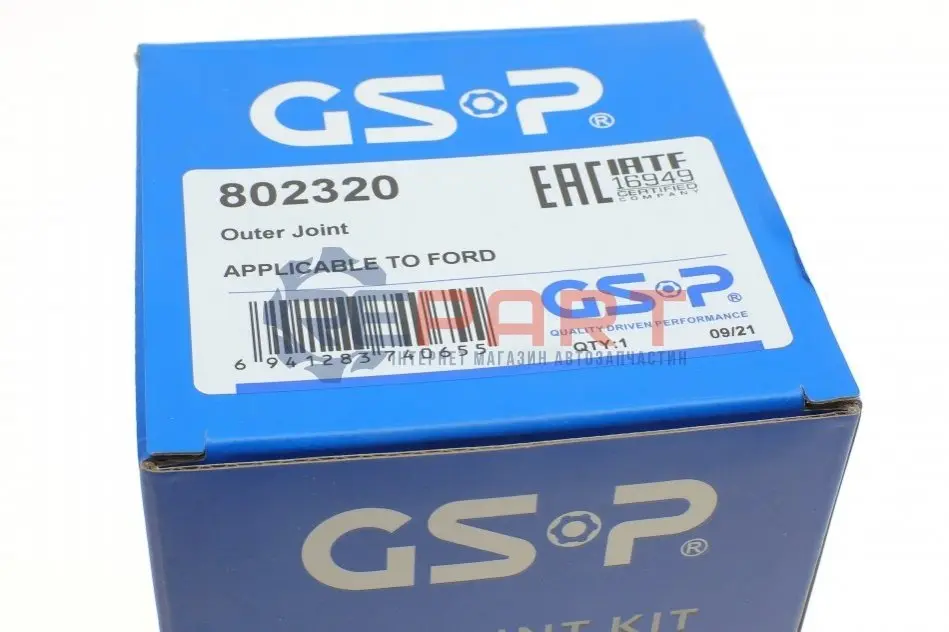 GSP®
802320
Outer Joint
APPLICABLE TO FORD
EAC
IATF
16949
CERTIFIED
COMPANY
6 941283 740655
GSP®
QUALITY DRIVEN PERFORMANCE
QTY:1
09/21
PART
ІНТЕРНЕТ МАГАЗИН АВТОЗАПЧАСТИН
GSP®
KIT